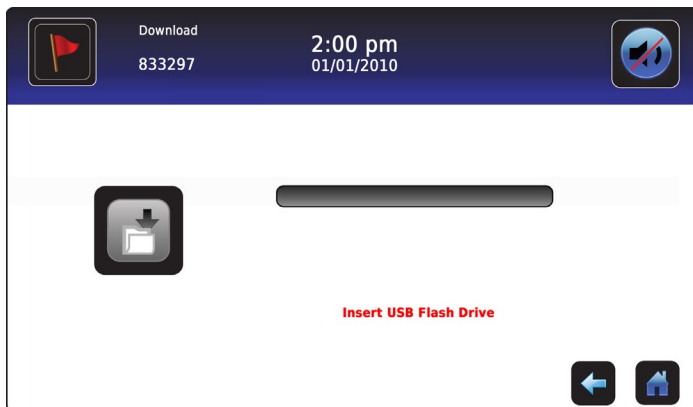 Download
833297
2:00 pm
01/01/2010
Insert USB Flash Drive